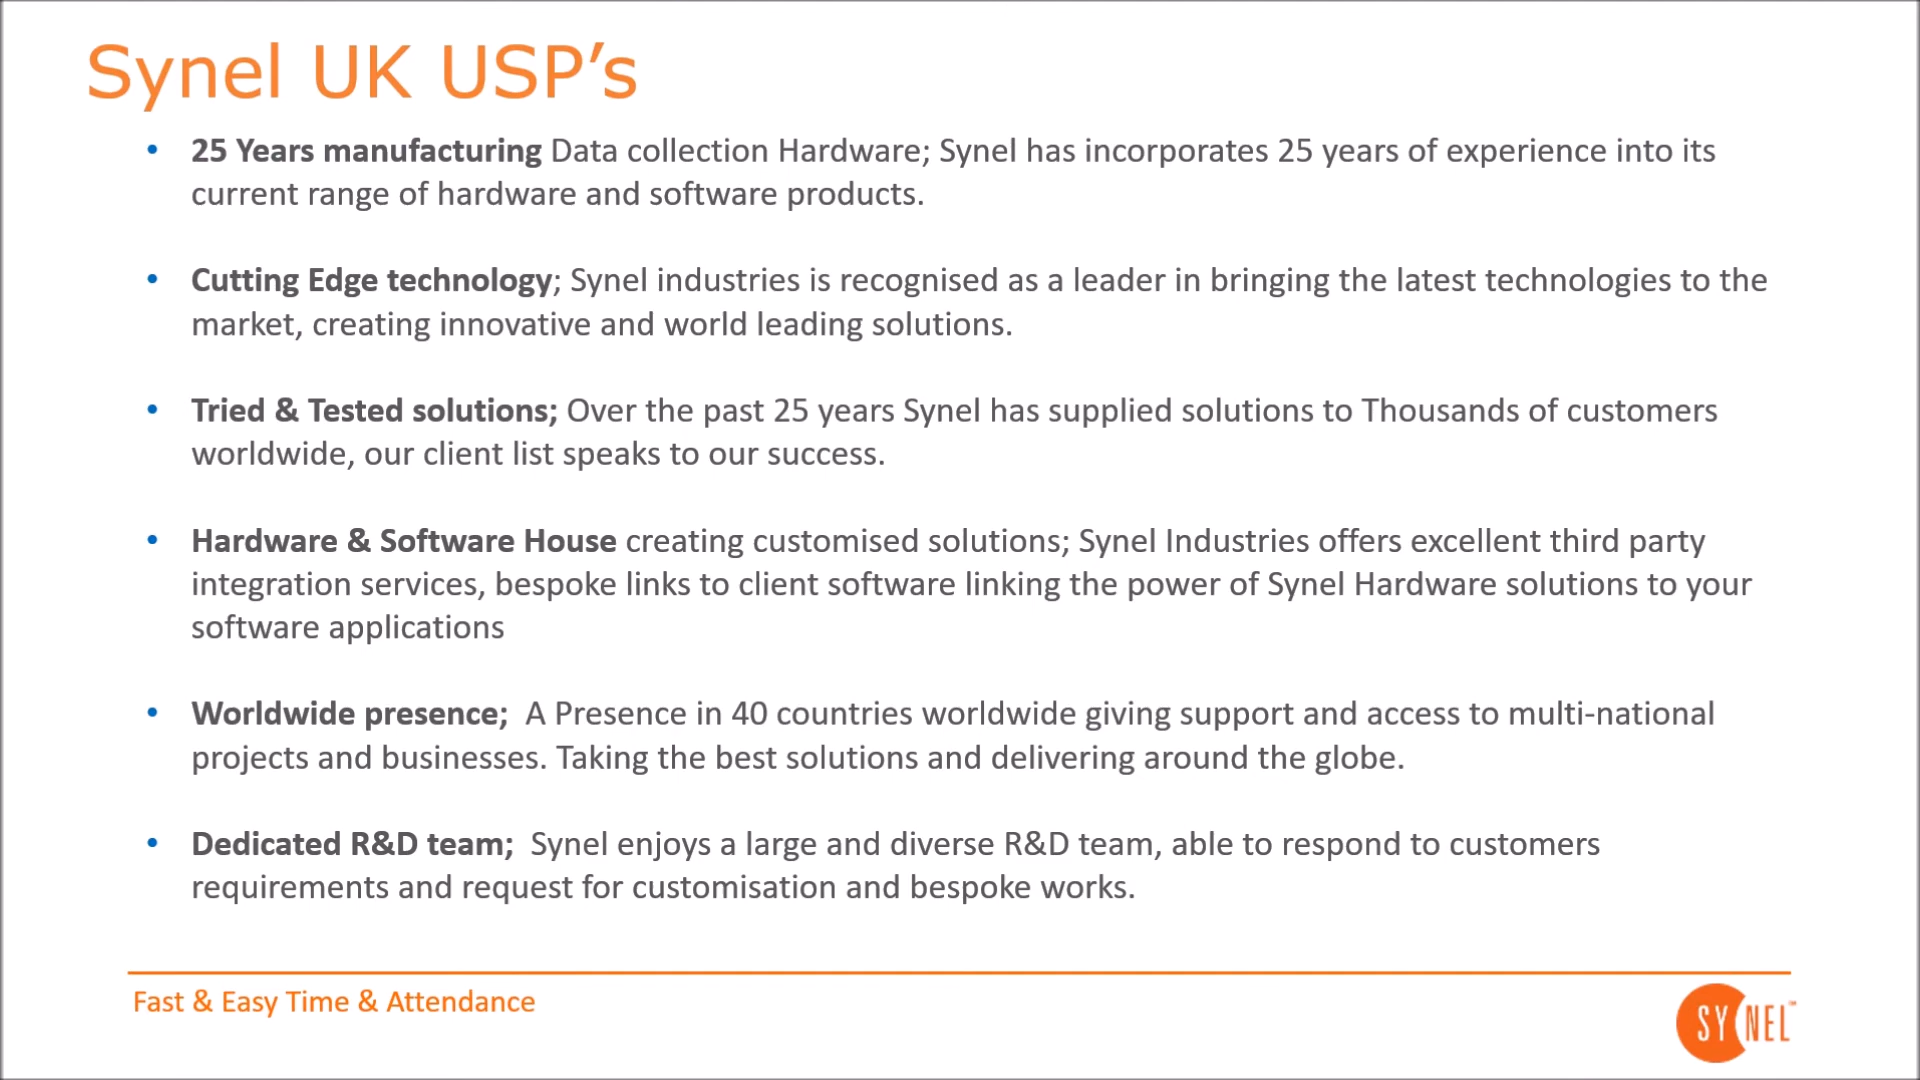 Synel UK USP’s
• 25 Years manufacturing Data collection Hardware; Synel has incorporates 25 years of experience into its
current range of hardware and software products.
• Cutting Edge technology; Synel industries is recognised as a leader in bringing the latest technologies to the
market, creating innovative and world leading solutions.
• Tried & Tested solutions; Over the past 25 years Synel has supplied solutions to Thousands of customers
worldwide, our client list speaks to our success.
• Hardware & Software House creating customised solutions; Synel Industries offers excellent third party
integration services, bespoke links to client software linking the power of Synel Hardware solutions to your
software applications
• Worldwide presence;  A Presence in 40 countries worldwide giving support and access to multi-national
projects and businesses. Taking the best solutions and delivering around the globe.
• Dedicated R&D team;  Synel enjoys a large and diverse R&D team, able to respond to customers
requirements and request for customisation and bespoke works.
Fast & Easy Time & Attendance
SYNEL™